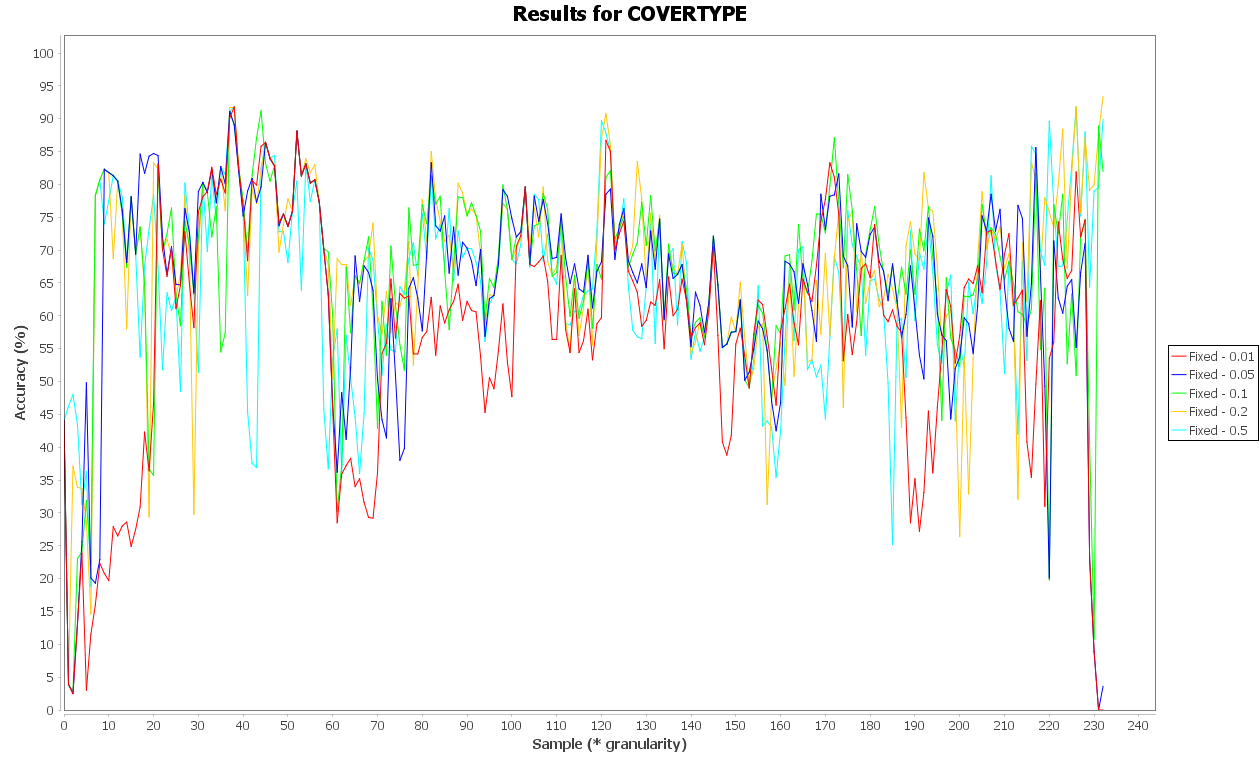 Results for COVERTYPE
100
95
90
85
80
75
70
65
60
55
50
45
40
35
30
25
20
15
10
5
0
Accuracy (%)
0 10 20 30 40 50 60 70 80 90 100 110 120 130 140 150 160 170 180 190 200 210 220 230 240
Sample (* granularity)
Fixed - 0.01
Fixed - 0.05
Fixed - 0.1
Fixed - 0.2
Fixed - 0.5